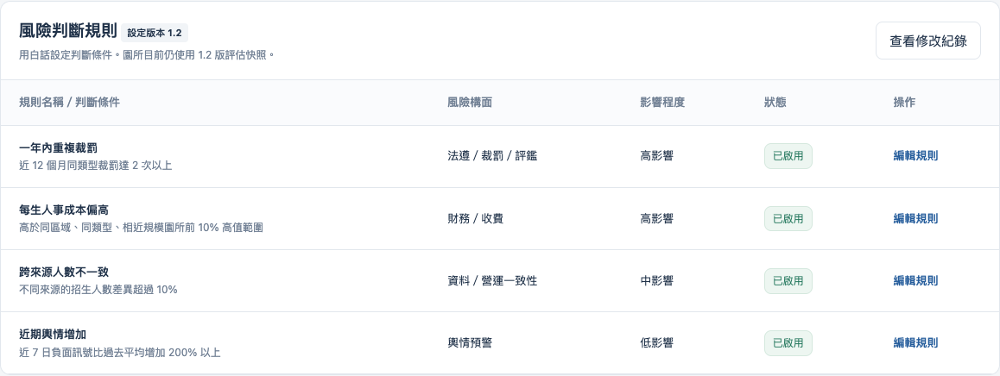 風險判斷規則 設定版本 1.2
用白話設定判斷條件。園所目前仍使用 1.2 版評估快照。
查看修改紀錄
規則名稱 / 判斷條件 風險構面 影響程度 狀態 操作
一年內重複裁罰
近 12 個月同類型裁罰達 2 次以上
法遵 / 裁罰 / 評鑑 高影響 已啟用 編輯規則
每生人事成本偏高
高於同區域、同類型、相近規模園所前 10% 高值範圍
財務 / 收費 高影響 已啟用 編輯規則
跨來源人數不一致
不同來源的招生人數差異超過 10%
資料 / 營運一致性 中影響 已啟用 編輯規則
近期輿情增加
近 7 日負面訊號比過去平均增加 200% 以上
輿情預警 低影響 已啟用 編輯規則